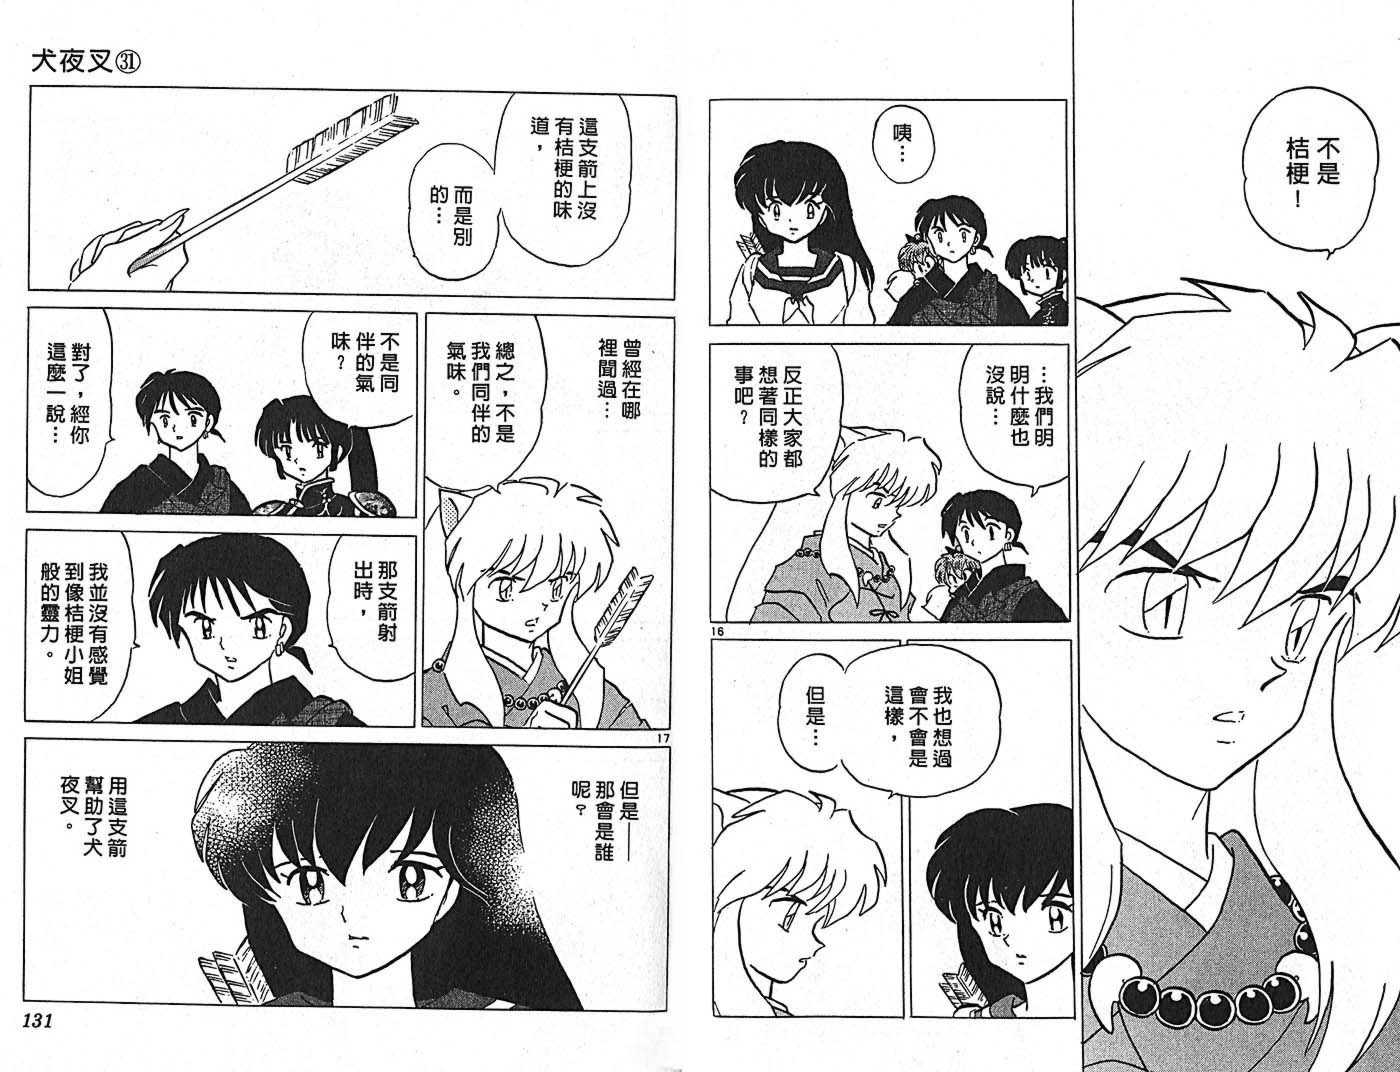 不是
桔梗！
咦…
…我們明
明什麼也
沒說…
反正大家都
想著同樣的
事吧？
16
我也想過
會不會是
這樣，
但是…
犬夜叉㉛
這支箭上沒
有桔梗的味
道，
而是別
的…
曾經在哪
裡聞過…
總之，不是
我們同伴的
氣味。
不是同
伴的氣
味？
對了，經你
這麼一說…
那支箭射
出時，
我並沒有感覺
到像桔梗小姐
般的靈力。
17
但是——
那會是誰
呢？
用這支箭
幫助了犬
夜叉。
131